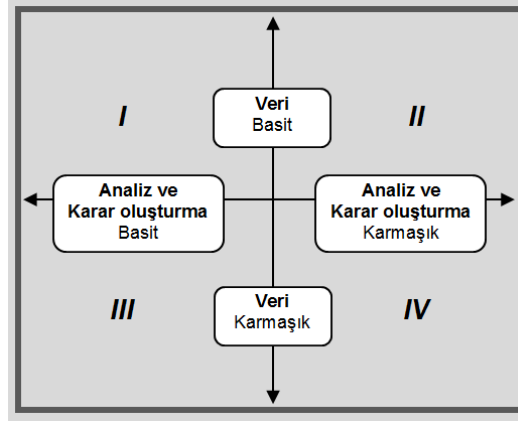 I
Veri
Basit
II
Analiz ve
Karar oluşturma
Basit
Analiz ve
Karar oluşturma
Karmaşık
III
Veri
Karmaşık
IV